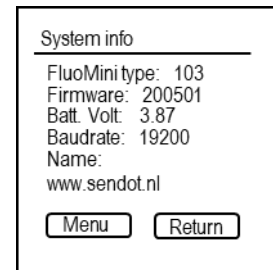 System info
FluoMini type: 103
Firmware: 200501
Batt. Volt: 3.87
Baudrate: 19200
Name:
www.sendot.nl
Menu Return